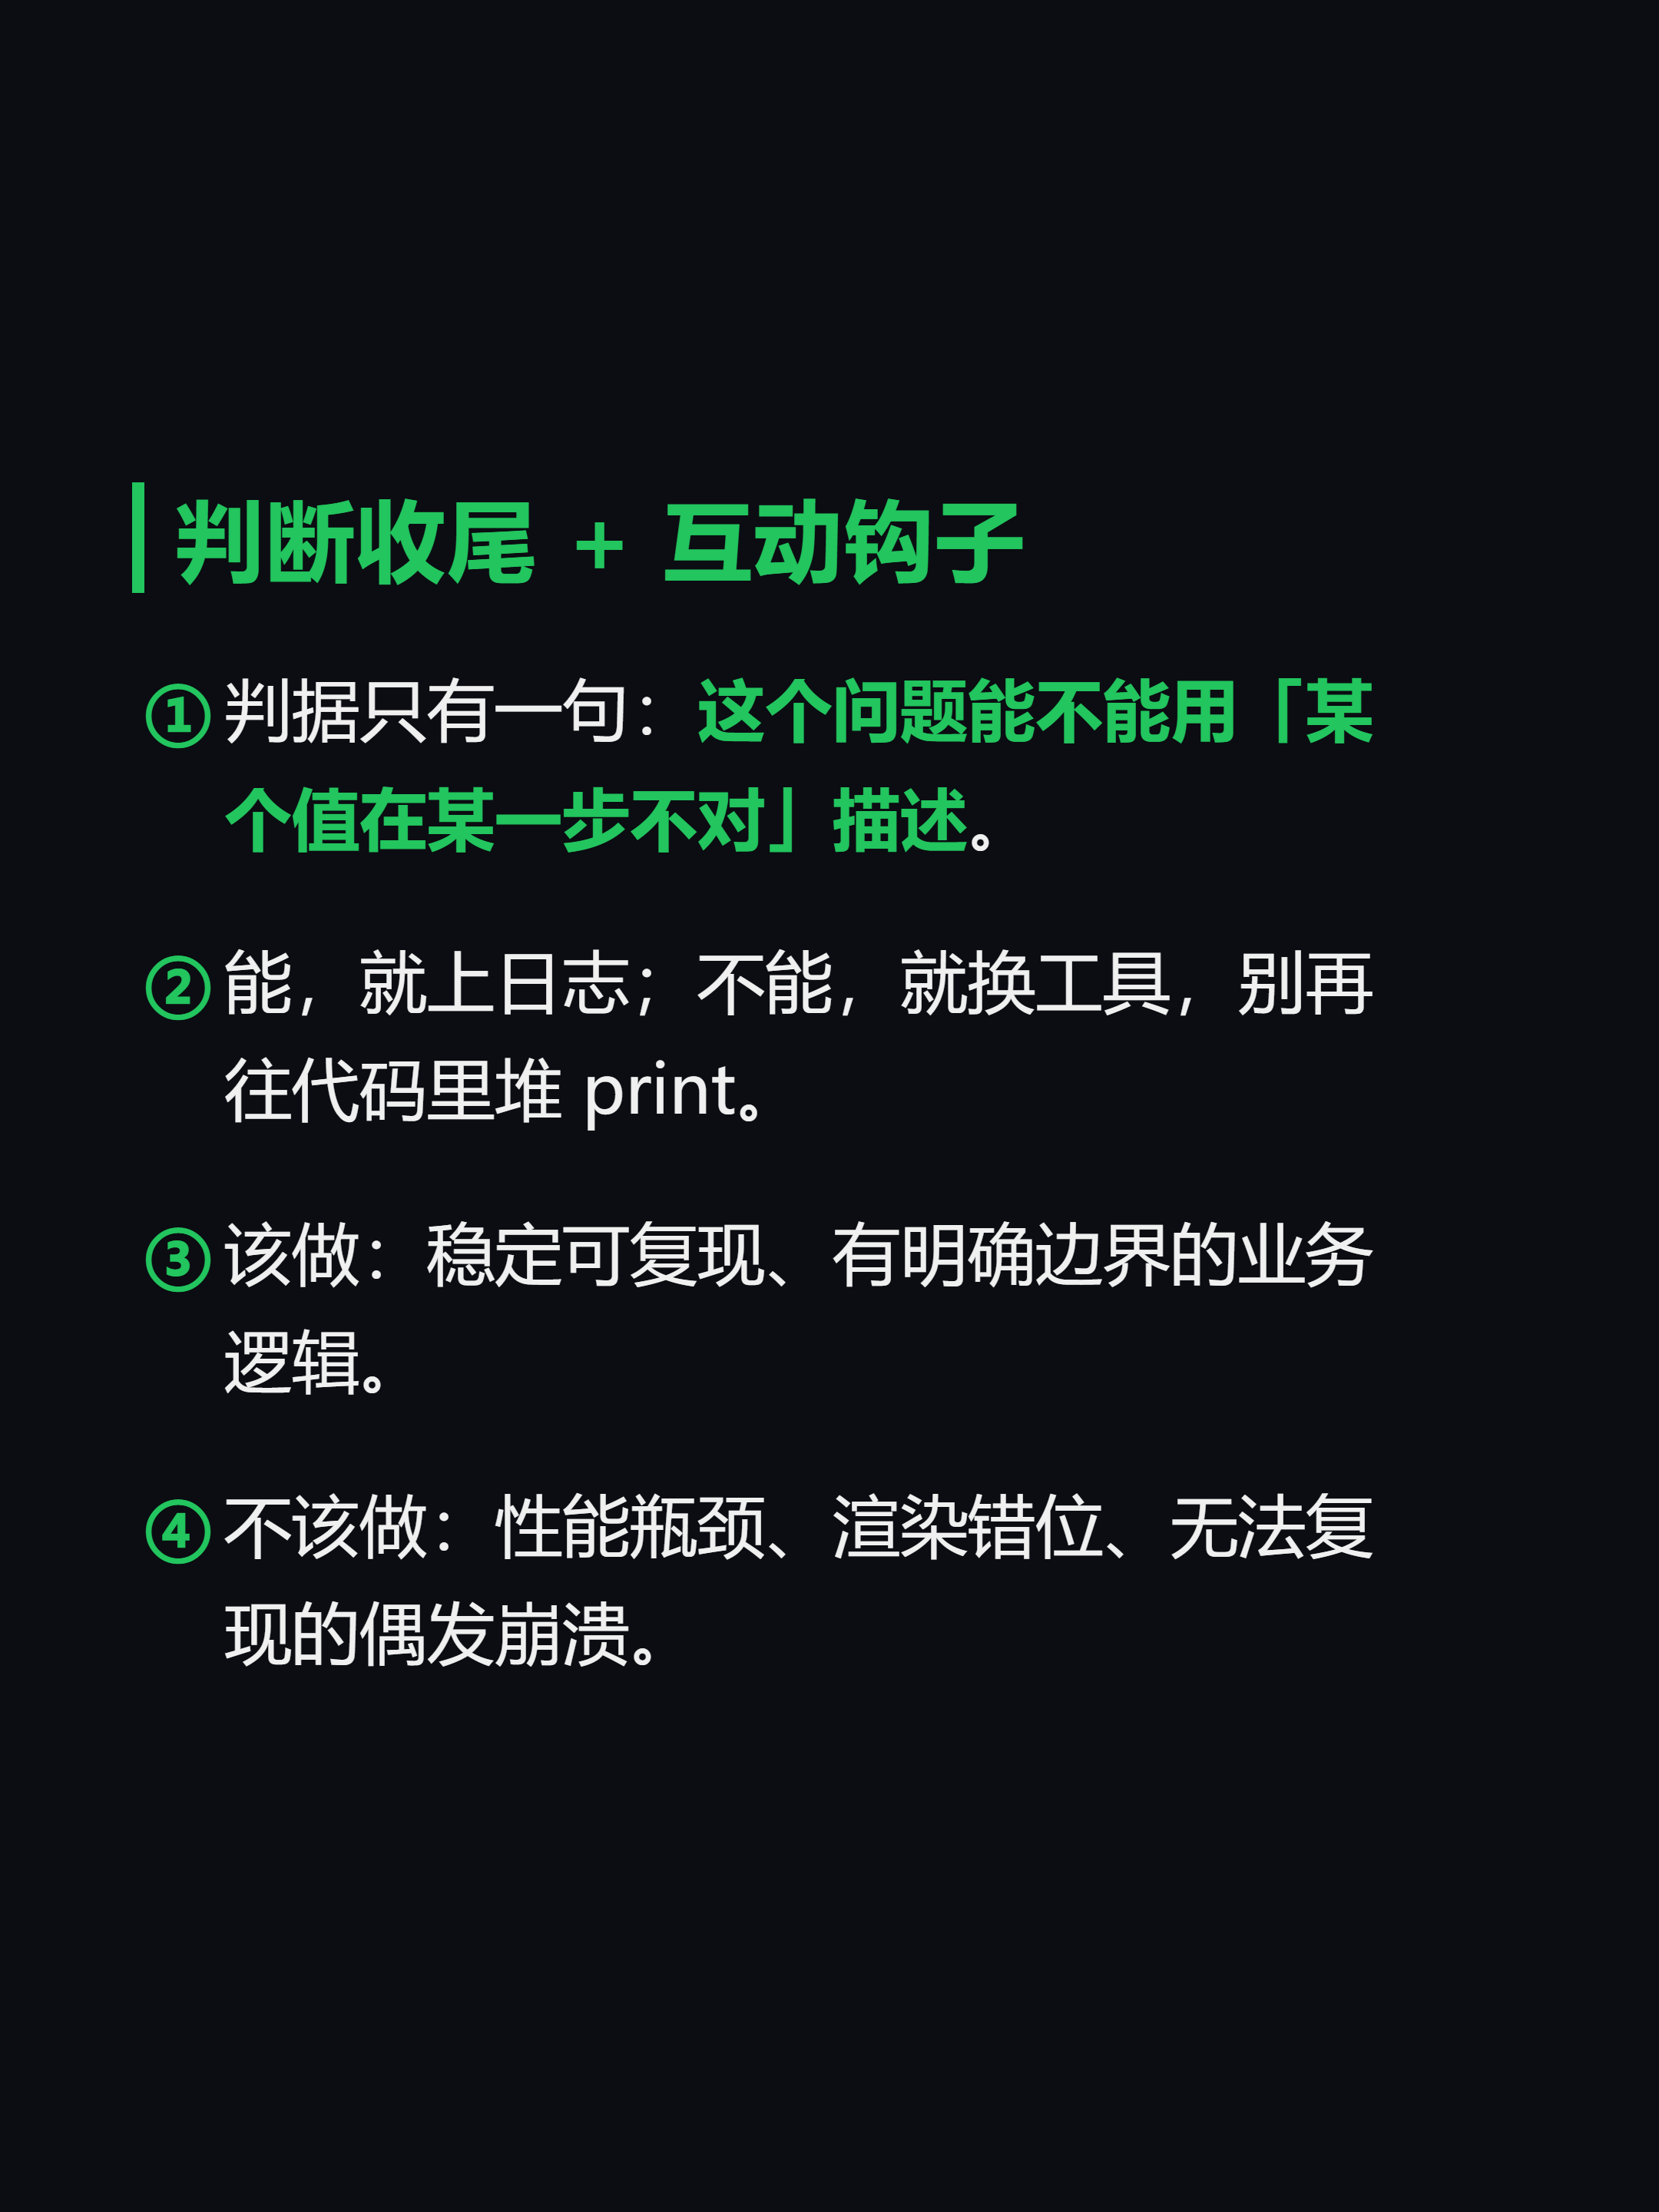 判断收尾 + 互动钩子
①判据只有一句：这个问题能不能用「某
个值在某一步不对」描述。
②能，就上日志；不能，就换工具，别再
往代码里堆 print。
③该做：稳定可复现、有明确边界的业务
逻辑。
④不该做：性能瓶颈、渲染错位、无法复
现的偶发崩溃。